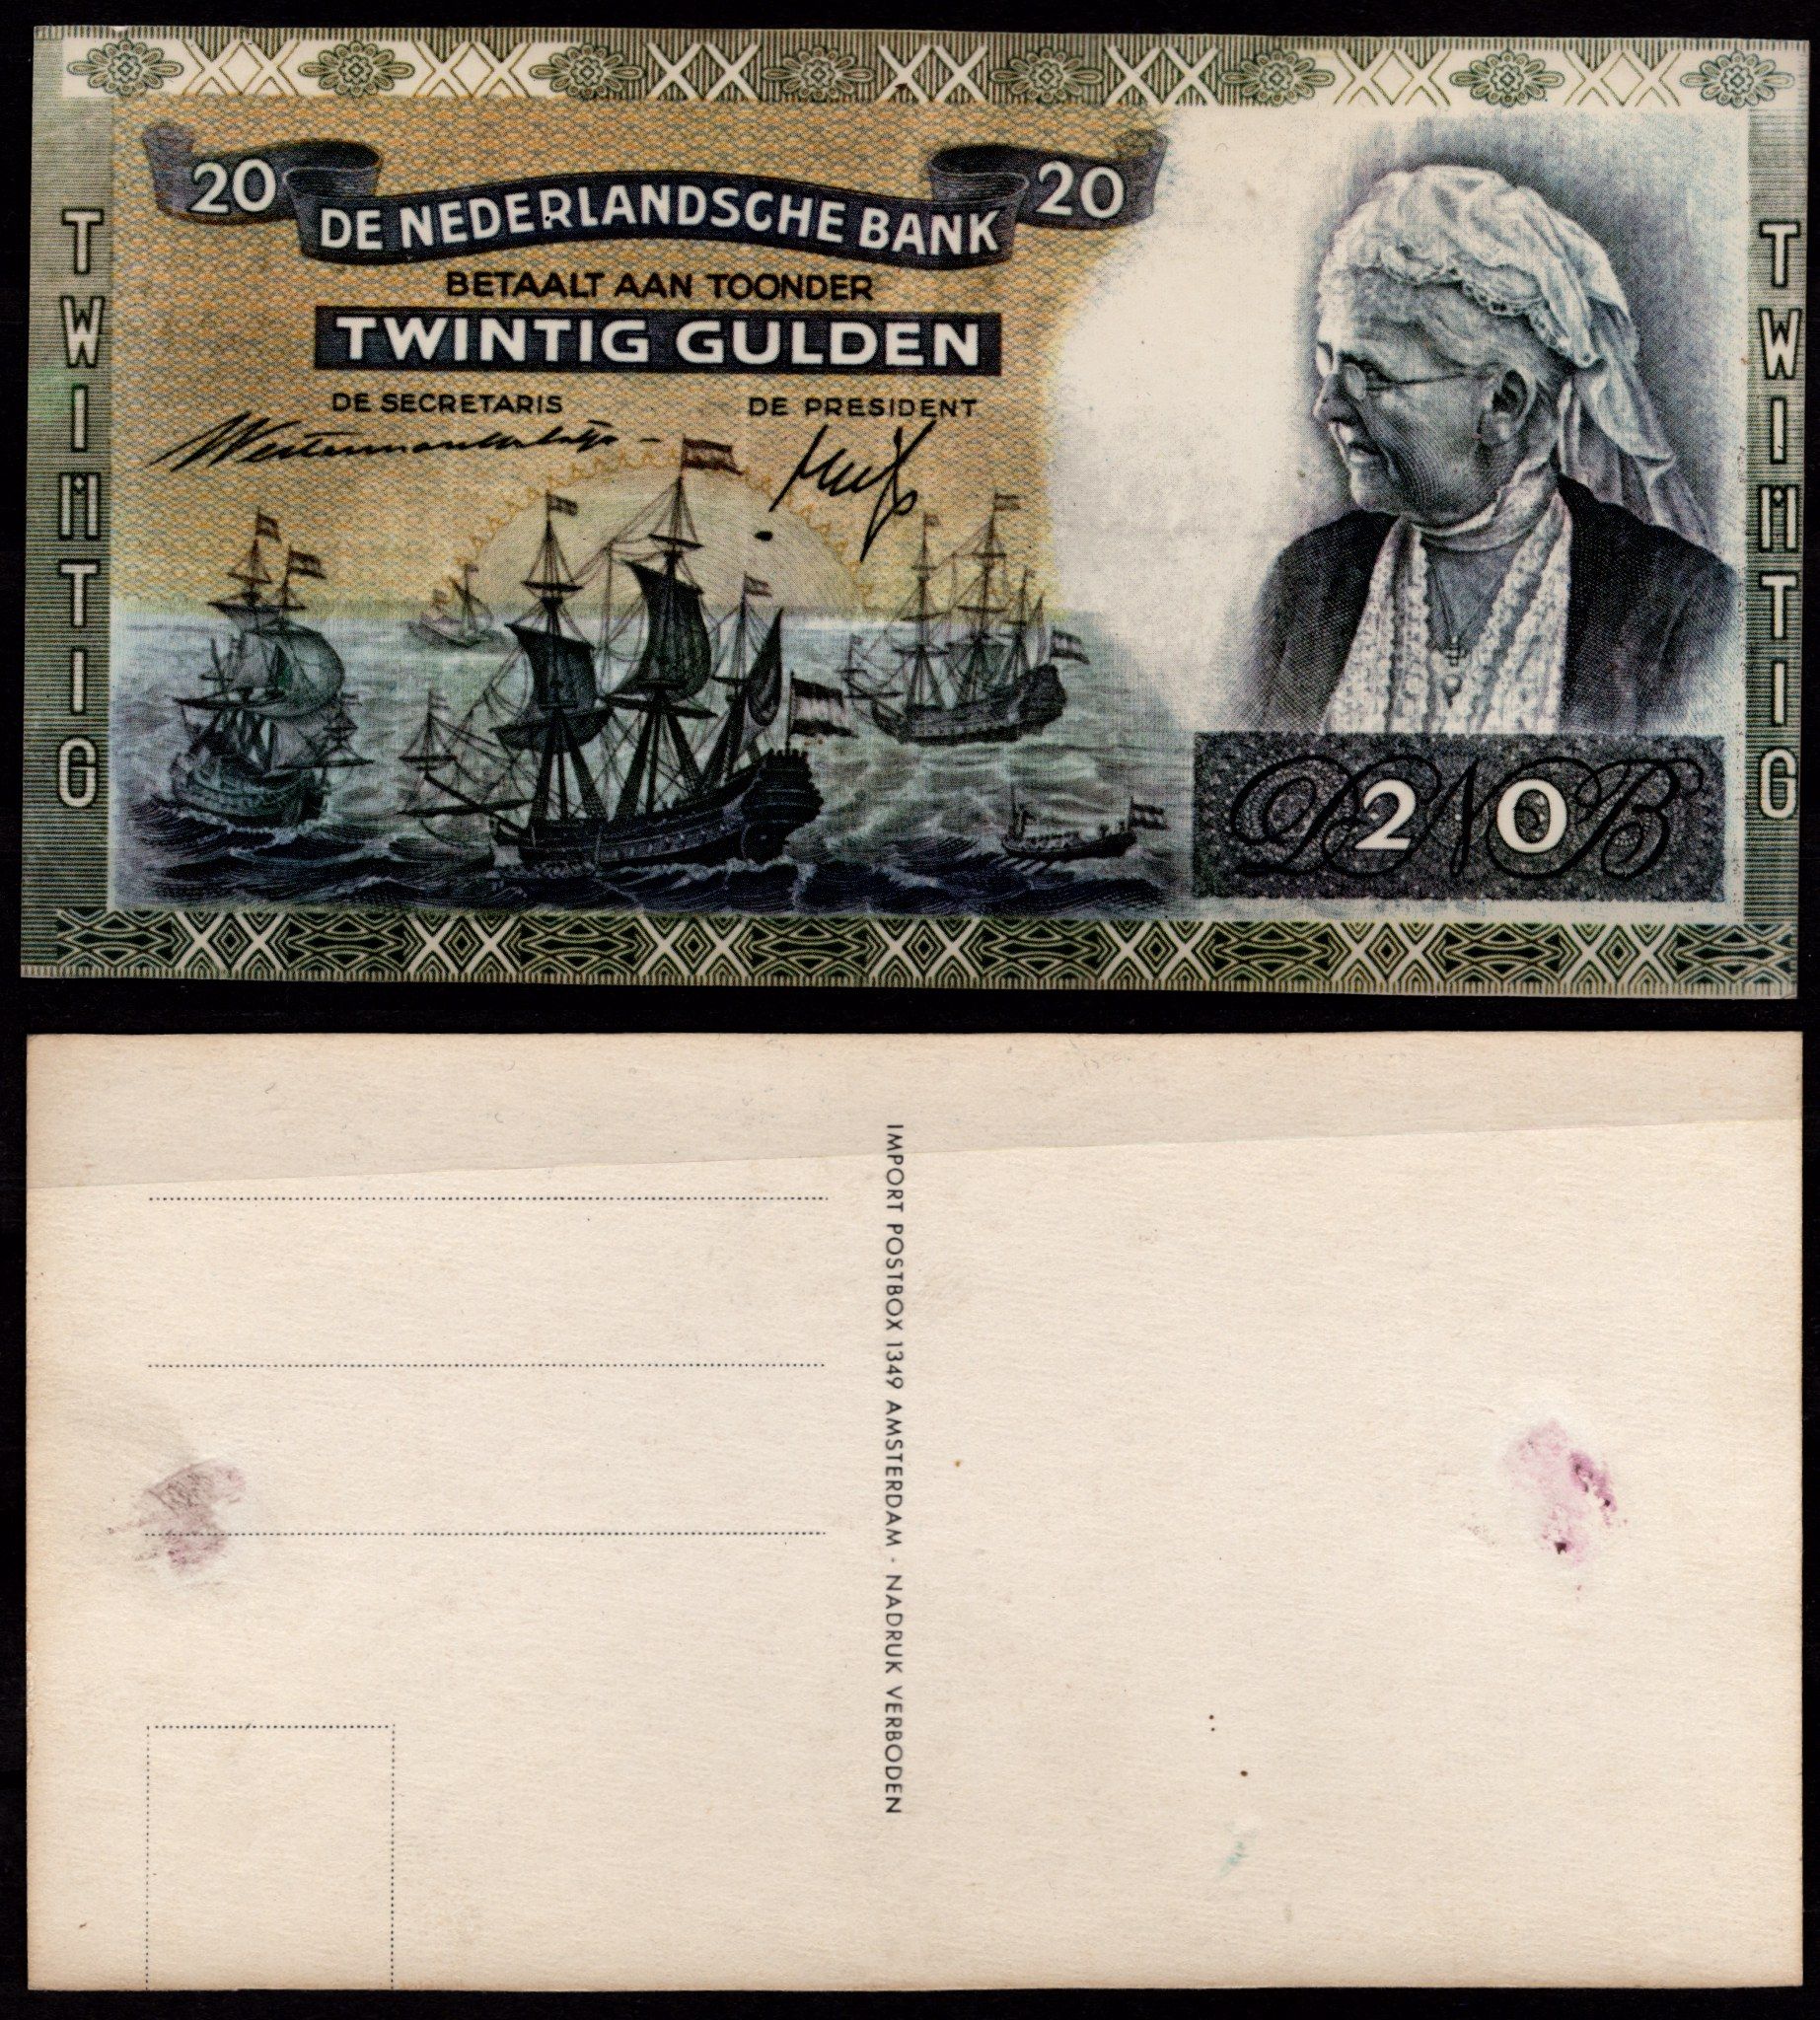 20 DE NEDERLANDSCHE BANK 20
BETAALT AAN TOONDER
TWINTIG GULDEN
DE SECRETARIS DE PRESIDENT
TWINTIG
TWINTIG
DNB
20
IMPORT POSTBOX 1349 AMSTERDAM - NADRUK VERBODEN